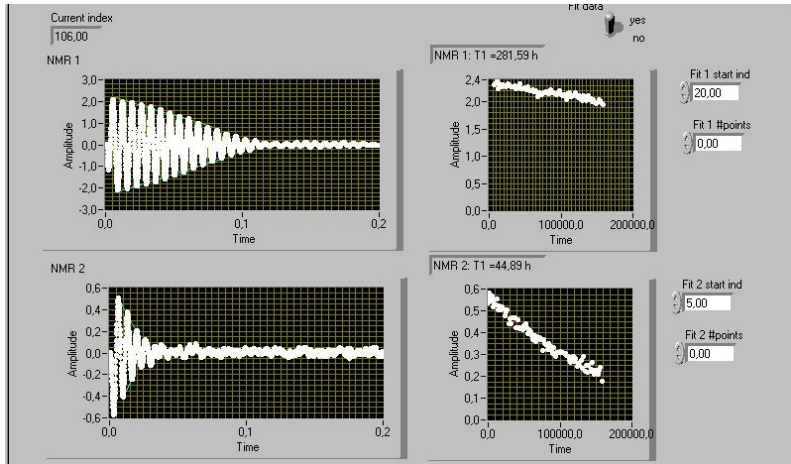 Current index
106,00
Fit data
yes
no
NMR 1
3,0
2,0
1,0
0,0
-1,0
-2,0
-3,0
Amplitude
0,0
0,1
0,2
Time
NMR 1: T1 =281,59 h
2,4
2,0
1,5
1,0
0,5
0,0
Amplitude
0,0
100000,0
200000,0
Time
Fit 1 start ind
20,00
Fit 1 #points
0,00
NMR 2
0,6
0,4
0,2
0,0
-0,2
-0,4
-0,6
Amplitude
0,0
0,1
0,2
Time
NMR 2: T1 =44,89 h
0,6
0,5
0,4
0,3
0,2
0,1
0,0
Amplitude
0,0
100000,0
200000,0
Time
Fit 2 start ind
5,00
Fit 2 #points
0,00